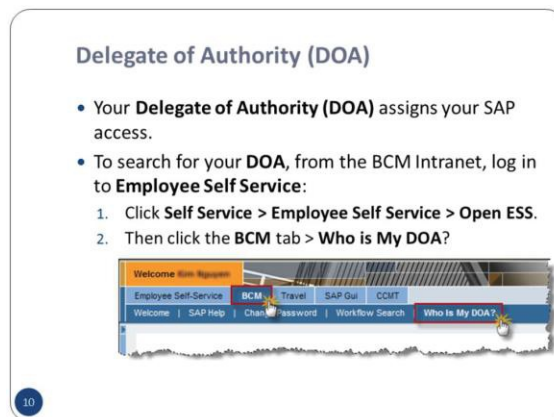 Delegate of Authority (DOA)
• Your Delegate of Authority (DOA) assigns your SAP
access.
• To search for your DOA, from the BCM Intranet, log in
to Employee Self Service:
1. Click Self Service > Employee Self Service > Open ESS.
2. Then click the BCM tab > Who is My DOA?
Welcome
Employee Self-Service BCM Travel SAP Gui CCMT
Welcome | SAP Help | Change Password | Workflow Search | Who Is My DOA?
10